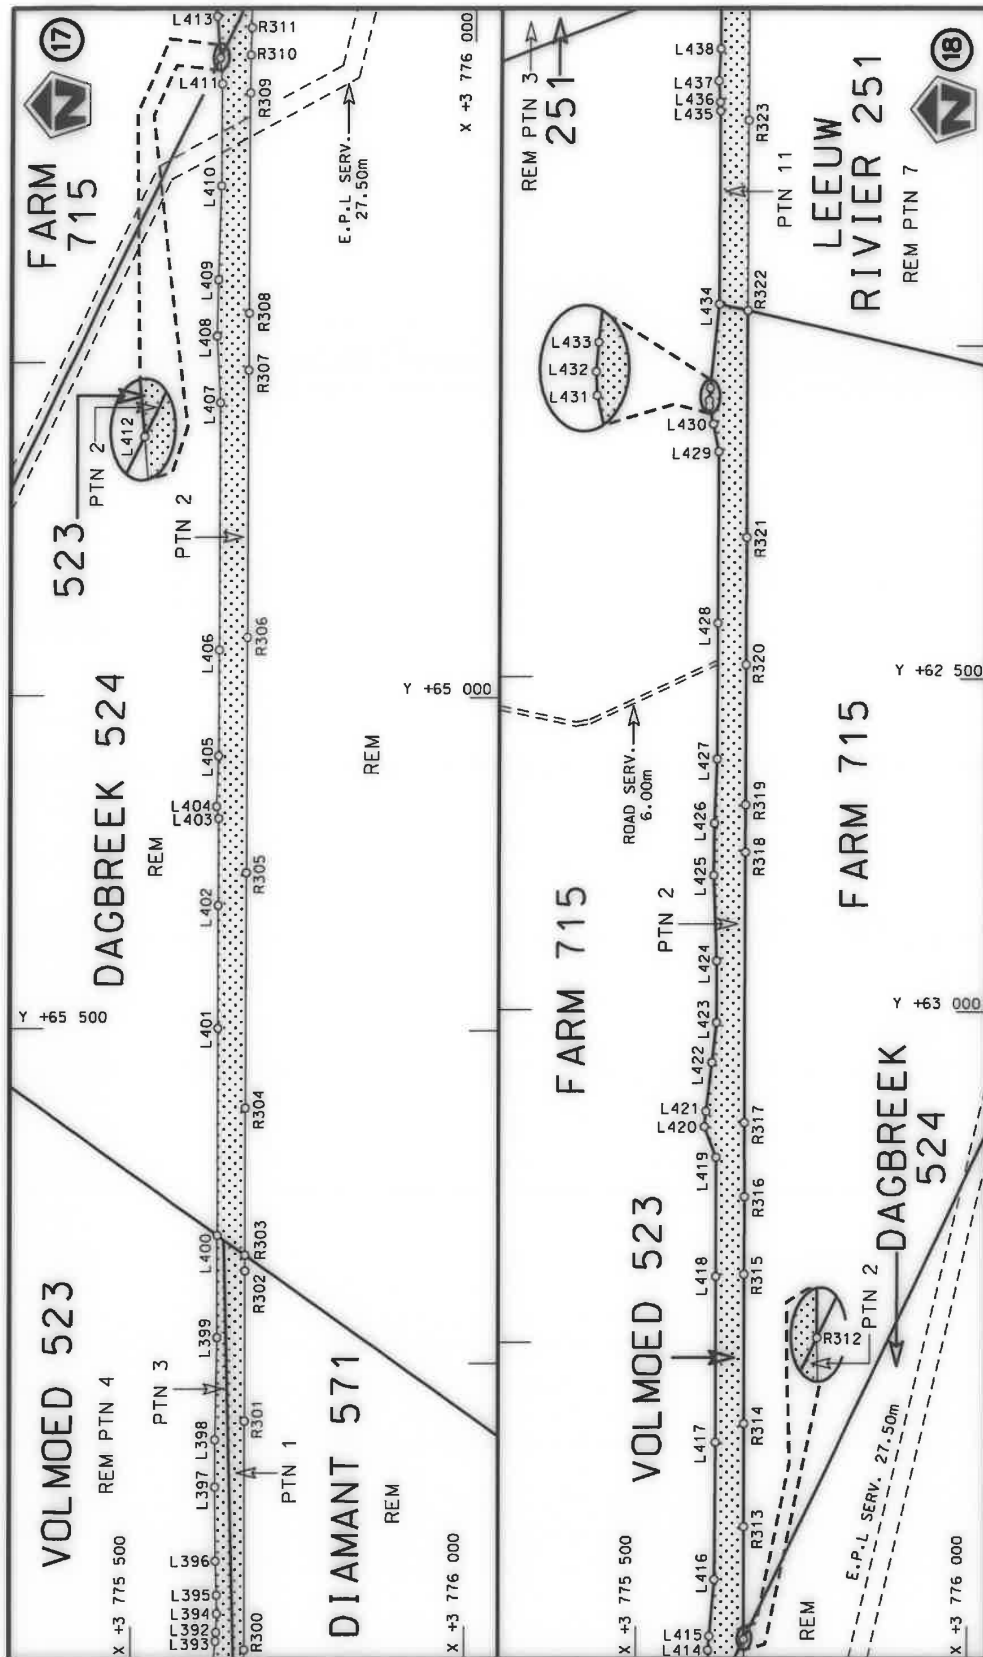 17
FARM
715
VOLMOED 523
REM PTN 4
PTN 3
DAGBREEK 524
REM
523
PTN 2
L412
PTN 2
X +3 775 500
Y +65 500
L393
L392
L394
L395
L396
L397
L398
L399
L400
L401
L402
L403
L404
L405
L406
L407
L408
L409
L410
L411
L413
R300
R301
R302
R303
R304
R305
R306
R307
R308
R309
R310
R311
PTN 1
DIAMANT 571
REM
REM
X +3 776 000
Y +65 000
E.P.L SERV.
27.50m
X +3 776 000
18
REM PTN 3
251
FARM 715
VOLMOED 523
ROAD SERV.
6.00m
PTN 2
X +3 775 500
L431
L432
L433
L414
L415
L416
L417
L418
L419
L420
L421
L422
L423
L424
L425
L426
L427
L428
L429
L430
L434
L435
L436
L437
L438
R313
R314
R315
R316
R317
R318
R319
R320
R321
R322
R323
PTN 11
LEEUW
RIVIER 251
REM PTN 7
FARM 715
R312
PTN 2
DAGBREEK
524
REM
E.P.L SERV. 27.50m
X +3 776 000
Y +63 000
Y +62 500